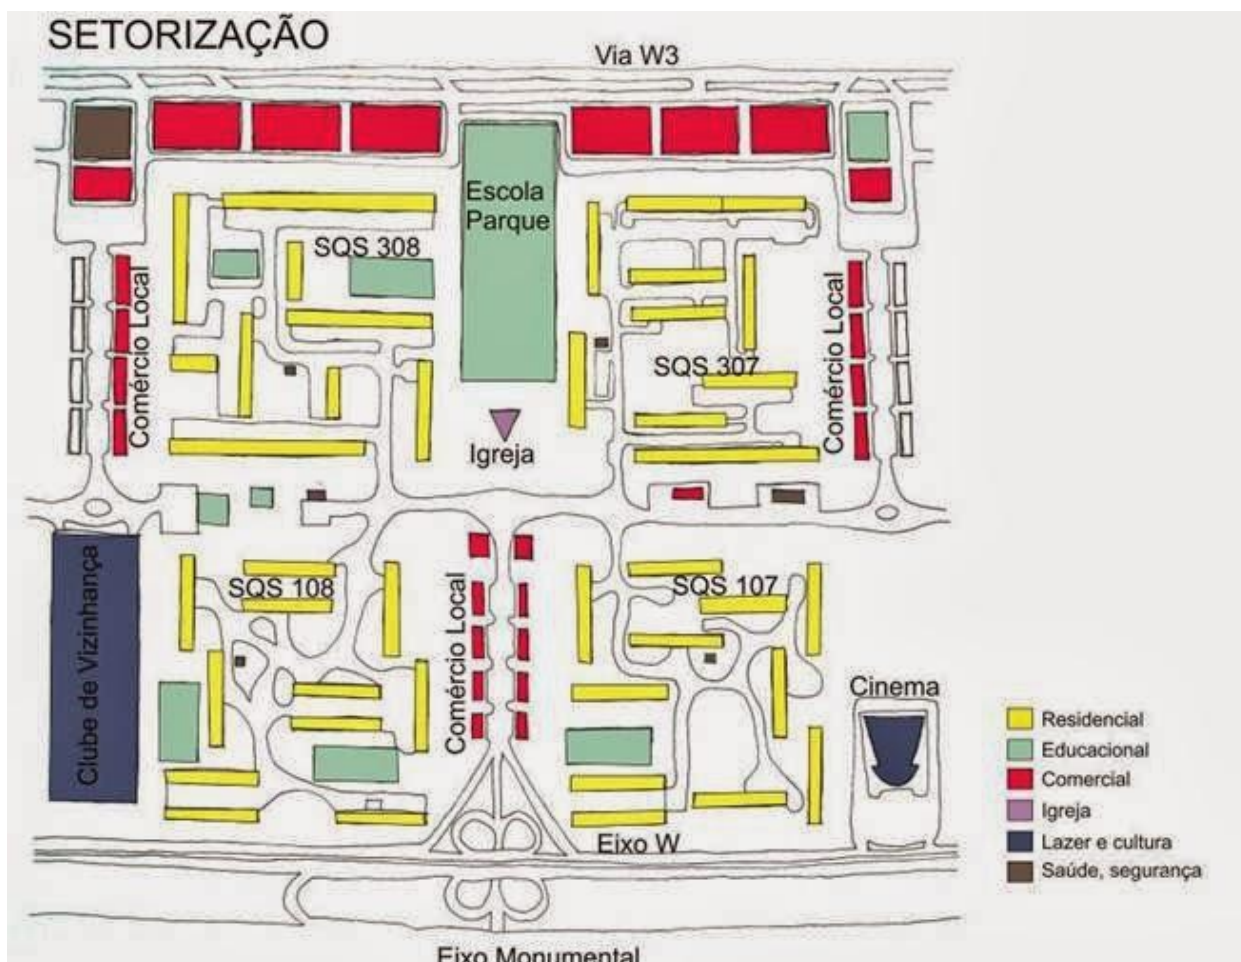 SETORIZAÇÃO
Via W3
Escola
Parque
SQS 308
Comércio Local
SQS 307
Comércio Local
Igreja
Clube de Vizinhança
SQS 108
Comércio Local
SQS 107
Cinema
Residencial
Educacional
Comercial
Igreja
Lazer e cultura
Saúde, segurança
Eixo W
Eixo Monumental